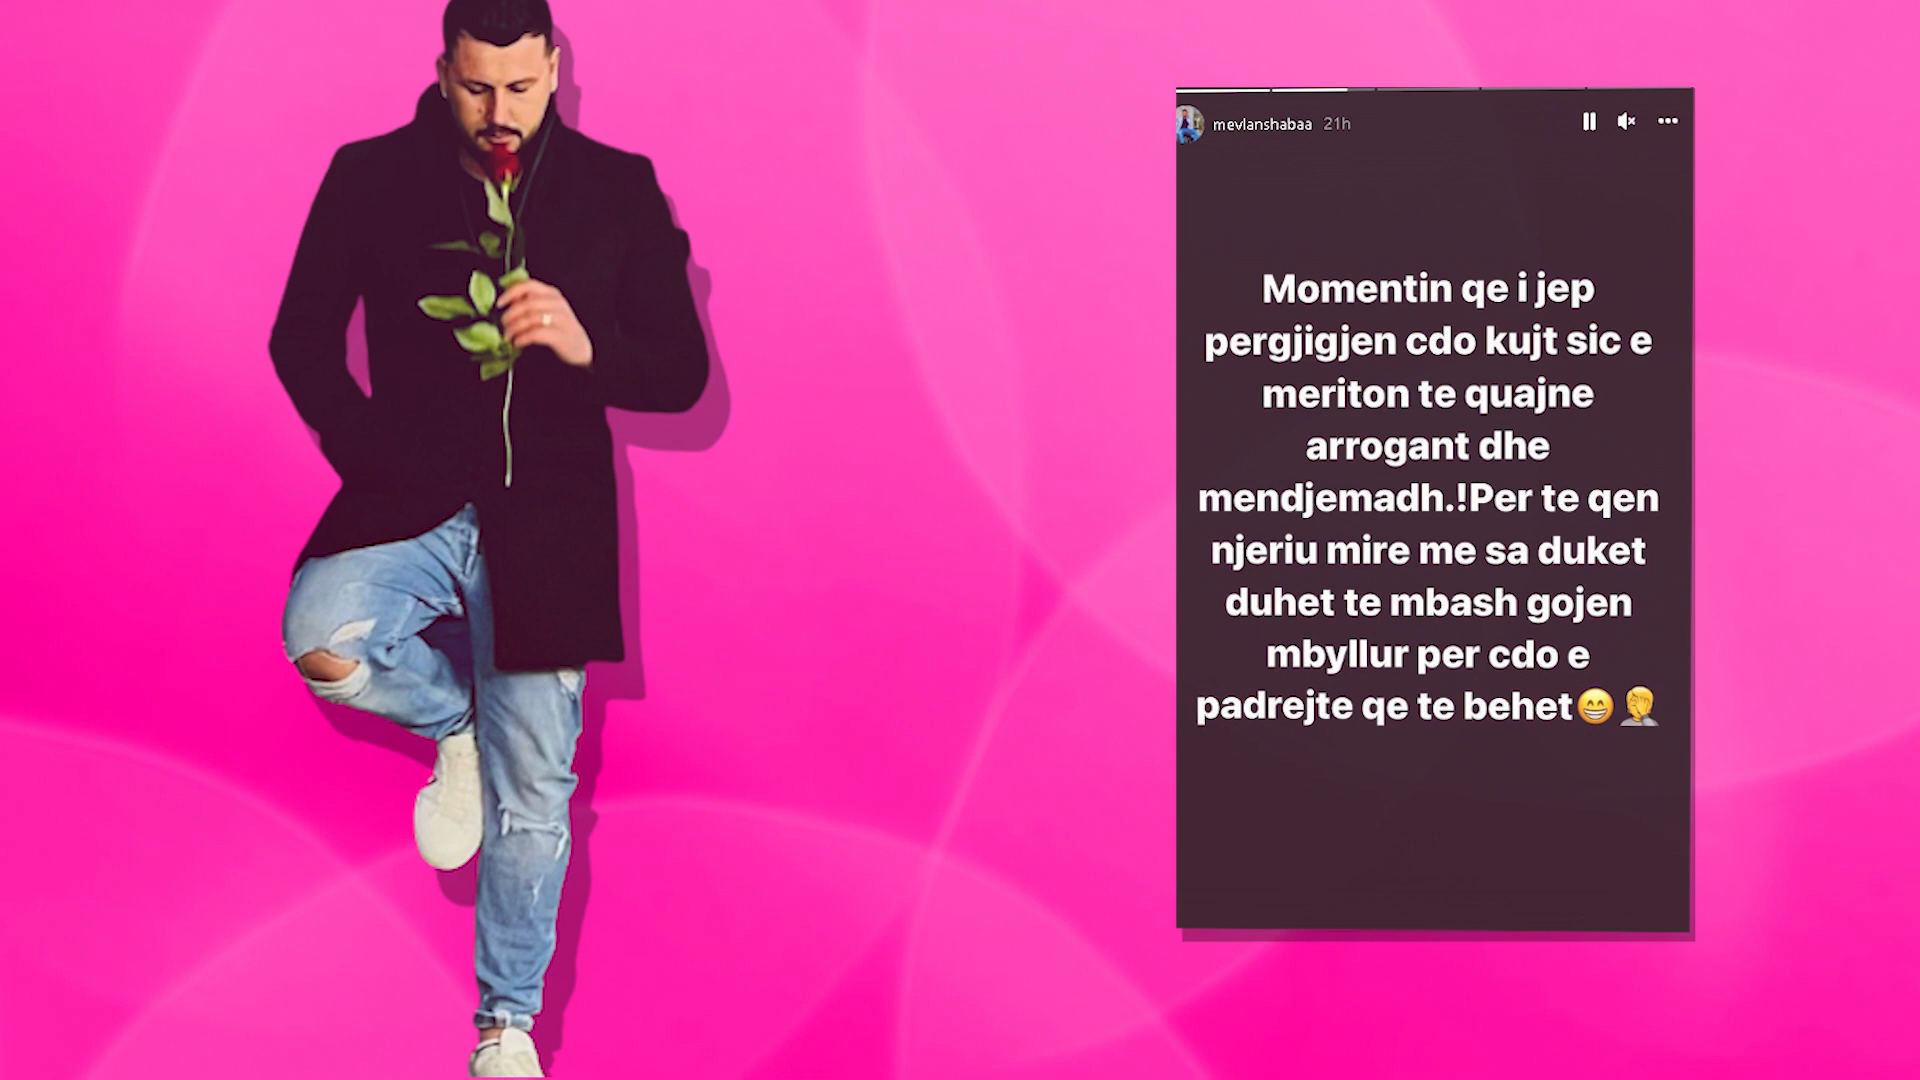 mevlanshabaa 21h
Momentin qe i jep
pergjigjen cdo kujt sic e
meriton te quajne
arrogant dhe
mendjemadh.!Per te qen
njeriu mire me sa duket
duhet te mbash gojen
mbyllur per cdo e
padrejte qe te behet😁🤦